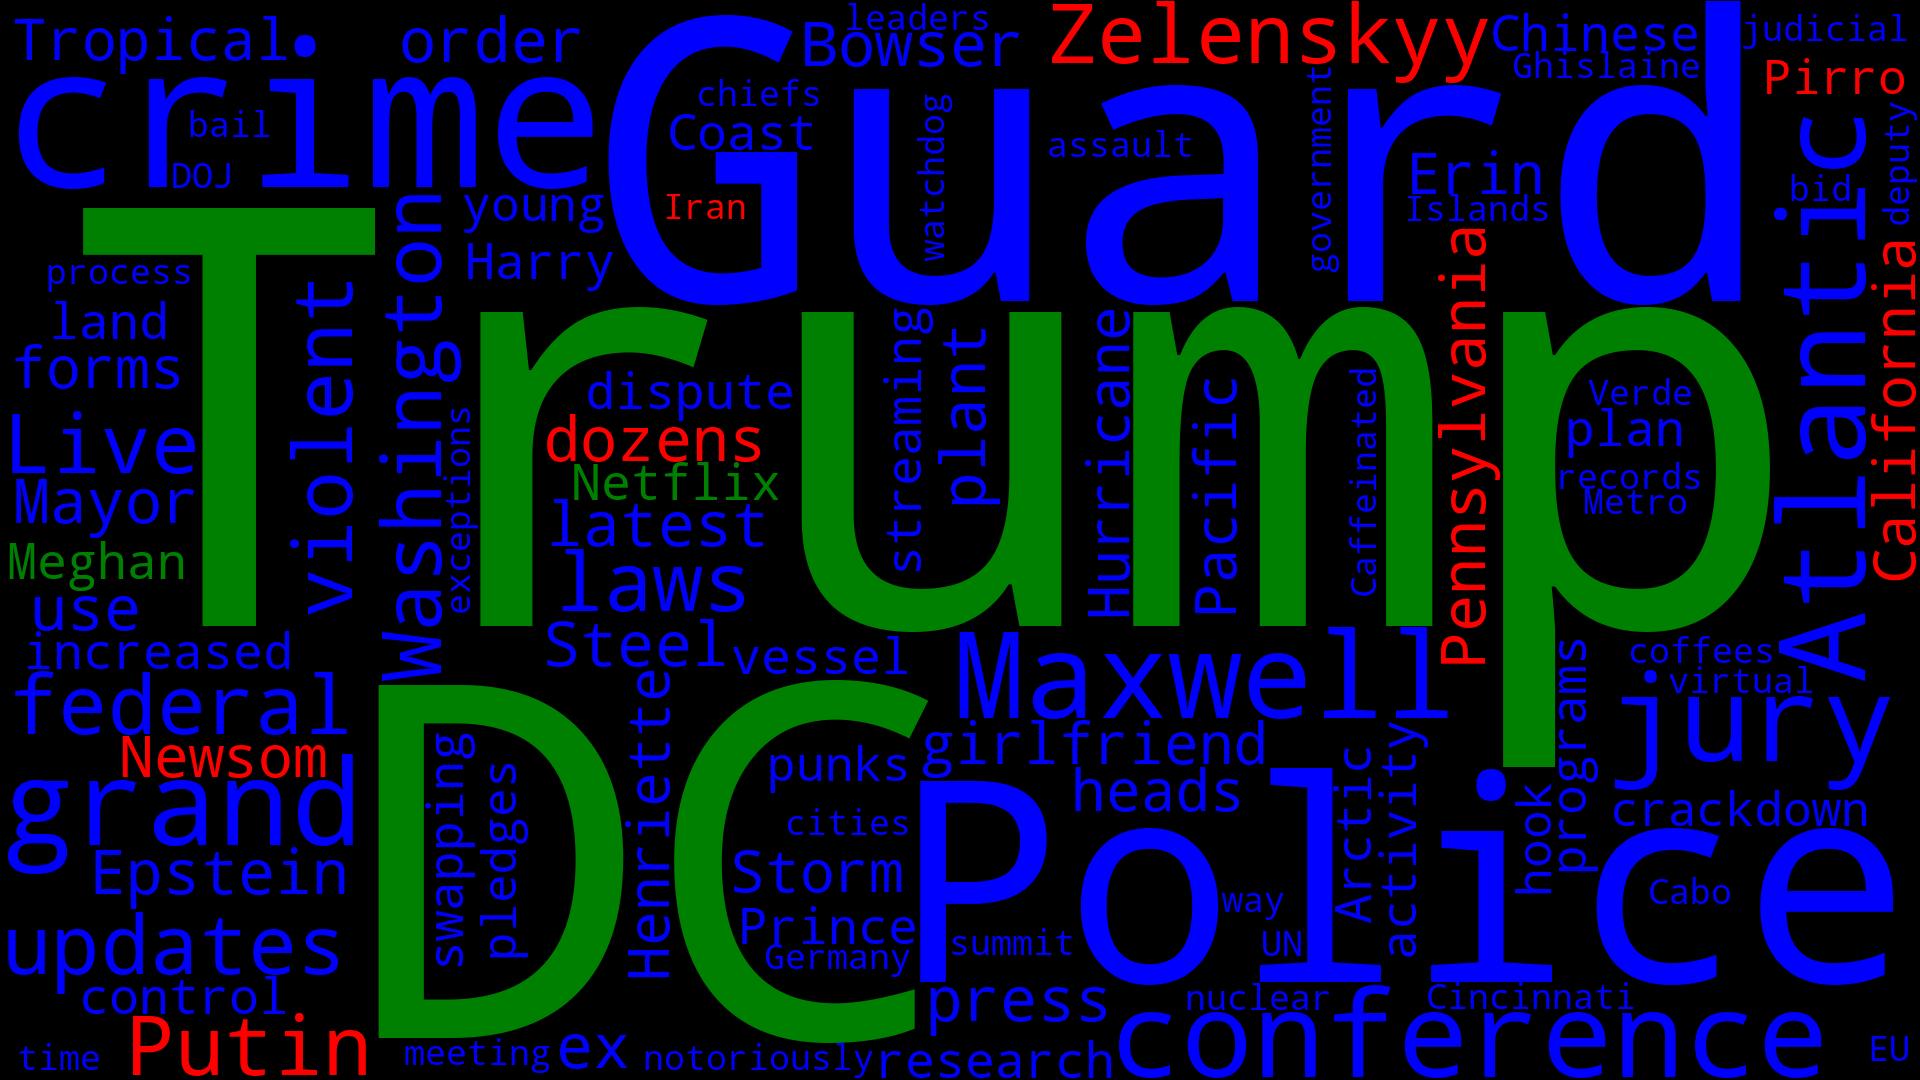 Tropical
order
leaders
Bowser
Zelenskyy
Chinese
judicial
Ghislaine
Pirro
crime
Guard
chiefs
Coast
bail
DOJ
watchdog
assault
government
Erin
Islands
bid
deputy
young
Iran
Harry
Trump
process
land
forms
violent
Washington
Atlantic
California
Pennsylvania
dispute
dozens
Netflix
latest
laws
Steel
vessel
exceptions
streaming
plant
Hurricane
Pacific
Caffeinated
Verde
plan
records
Metro
Live
Mayor
Meghan
use
increased
federal
Newsom
grand
Epstein
updates
control
Putin
time
DC
swapping
pledges
Henriette
Maxwell
girlfriend
heads
punks
cities
Storm
Prince
Germany
coffees
virtual
jury
programs
hook
crackdown
Arctic
activity
Police
way
UN
summit
Cabo
press
nuclear
Cincinnati
conference
meeting
ex
notoriously
research
EU